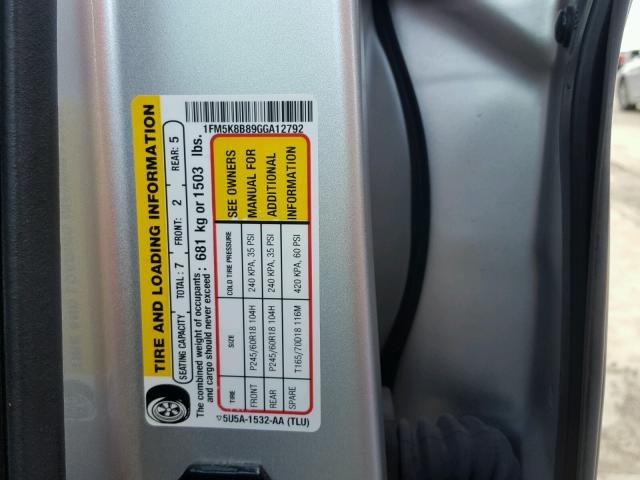 1FM5K8B89GGA12792
TIRE AND LOADING INFORMATION
SEATING CAPACITY TOTAL: 7 FRONT: 2 REAR: 5
The combined weight of occupants
and cargo should never exceed : 681 kg or 1503 lbs.
TIRE SIZE COLD TIRE PRESSURE SEE OWNERS
FRONT P245/60R18 104H 240 KPA, 35 PSI MANUAL FOR
REAR P245/60R18 104H 240 KPA, 35 PSI ADDITIONAL
SPARE T165/70D18 116M 420 KPA, 60 PSI INFORMATION
5U5A-1532-AA (TLU)